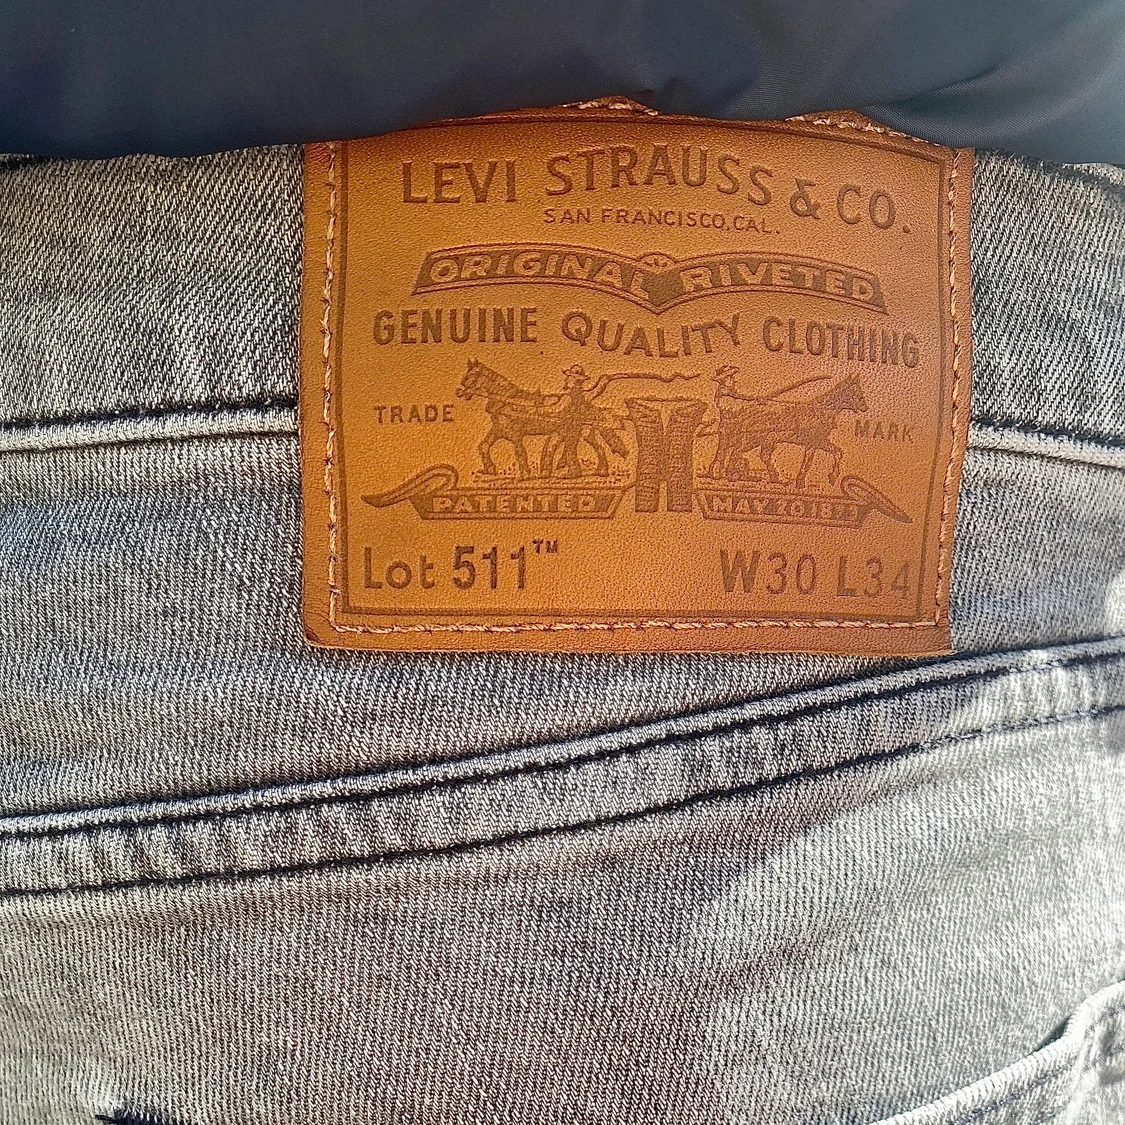 LEVI STRAUSS & CO.
SAN FRANCISCO, CAL.
ORIGINAL RIVETED
GENUINE QUALITY CLOTHING
TRADE MARK
PATENTED MAY 20 1873
Lot 511™ W30 L34